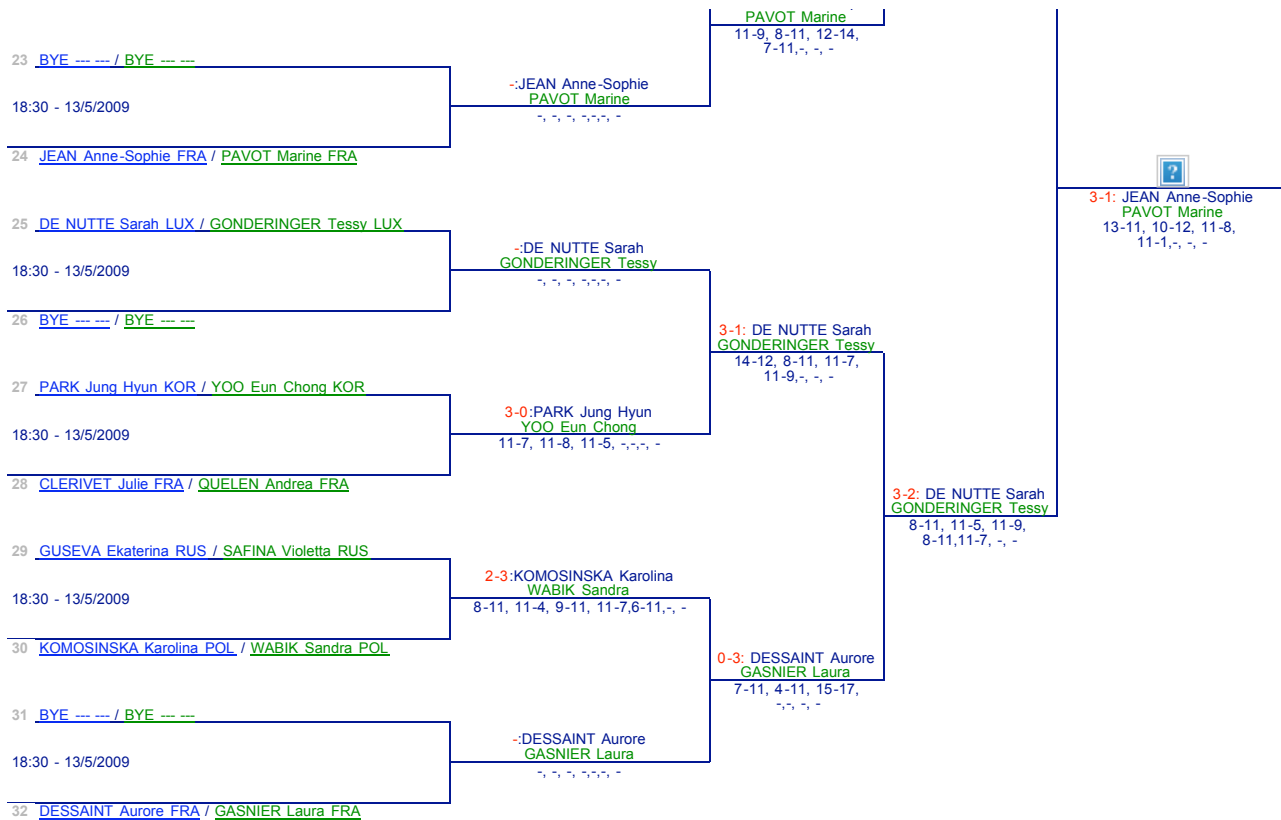 PAVOT Marine
11-9, 8-11, 12-14,
7-11,-, -, -
23 BYE --- --- / BYE --- ---
18:30 - 13/5/2009
-:JEAN Anne-Sophie
PAVOT Marine
-, -, -, -,-,-, -
24 JEAN Anne-Sophie FRA / PAVOT Marine FRA
?
3-1: JEAN Anne-Sophie
PAVOT Marine
13-11, 10-12, 11-8,
11-1,-, -, -
25 DE NUTTE Sarah LUX / GONDERINGER Tessy LUX
18:30 - 13/5/2009
-:DE NUTTE Sarah
GONDERINGER Tessy
-, -, -, -,-,-, -
26 BYE --- --- / BYE --- ---
3-1: DE NUTTE Sarah
GONDERINGER Tessy
14-12, 8-11, 11-7,
11-9,-, -, -
27 PARK Jung Hyun KOR / YOO Eun Chong KOR
18:30 - 13/5/2009
3-0:PARK Jung Hyun
YOO Eun Chong
11-7, 11-8, 11-5, -,-,-, -
28 CLERIVET Julie FRA / QUELEN Andrea FRA
3-2: DE NUTTE Sarah
GONDERINGER Tessy
8-11, 11-5, 11-9,
8-11,11-7, -, -
29 GUSEVA Ekaterina RUS / SAFINA Violetta RUS
18:30 - 13/5/2009
2-3:KOMOSINSKA Karolina
WABIK Sandra
8-11, 11-4, 9-11, 11-7,6-11,-, -
30 KOMOSINSKA Karolina POL / WABIK Sandra POL
0-3: DESSAINT Aurore
GASNIER Laura
7-11, 4-11, 15-17,
-,-, -, -
31 BYE --- --- / BYE --- ---
18:30 - 13/5/2009
-:DESSAINT Aurore
GASNIER Laura
-, -, -, -,-,-, -
32 DESSAINT Aurore FRA / GASNIER Laura FRA